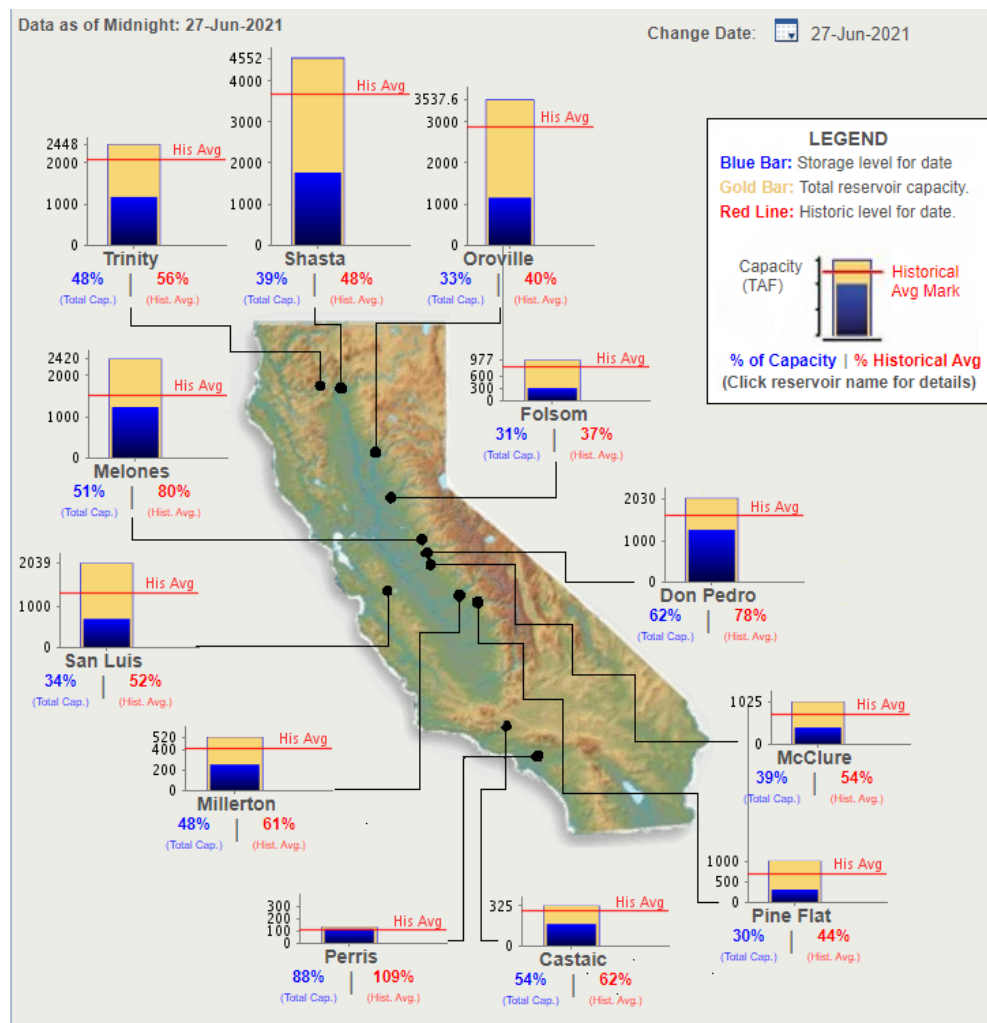 Data as of Midnight: 27-Jun-2021
Change Date: 27-Jun-2021
4552
4000
3000
2000
1000
0
His Avg
Shasta
39% | 48%
(Total Cap.) (Hist. Avg.)
3537.6
3000
2000
1000
0
His Avg
Oroville
33% | 40%
(Total Cap.) (Hist. Avg.)
2448
2000
1000
0
His Avg
Trinity
48% | 56%
(Total Cap.) (Hist. Avg.)
LEGEND
Blue Bar: Storage level for date
Gold Bar: Total reservoir capacity.
Red Line: Historic level for date.
Capacity
(TAF)
Historical
Avg Mark
% of Capacity | % Historical Avg
(Click reservoir name for details)
2420
2000
1000
0
His Avg
Melones
51% | 80%
(Total Cap.) (Hist. Avg.)
977
600
300
0
His Avg
Folsom
31% | 37%
(Total Cap.) (Hist. Avg.)
2030
1000
0
His Avg
Don Pedro
62% | 78%
(Total Cap.) (Hist. Avg.)
2039
1000
0
His Avg
San Luis
34% | 52%
(Total Cap.) (Hist. Avg.)
1025
0
His Avg
McClure
39% | 54%
(Total Cap.) (Hist. Avg.)
520
400
200
0
His Avg
Millerton
48% | 61%
(Total Cap.) (Hist. Avg.)
1000
500
0
His Avg
Pine Flat
30% | 44%
(Total Cap.) (Hist. Avg.)
300
200
100
0
His Avg
Perris
88% | 109%
(Total Cap.) (Hist. Avg.)
325
0
His Avg
Castaic
54% | 62%
(Total Cap.) (Hist. Avg.)